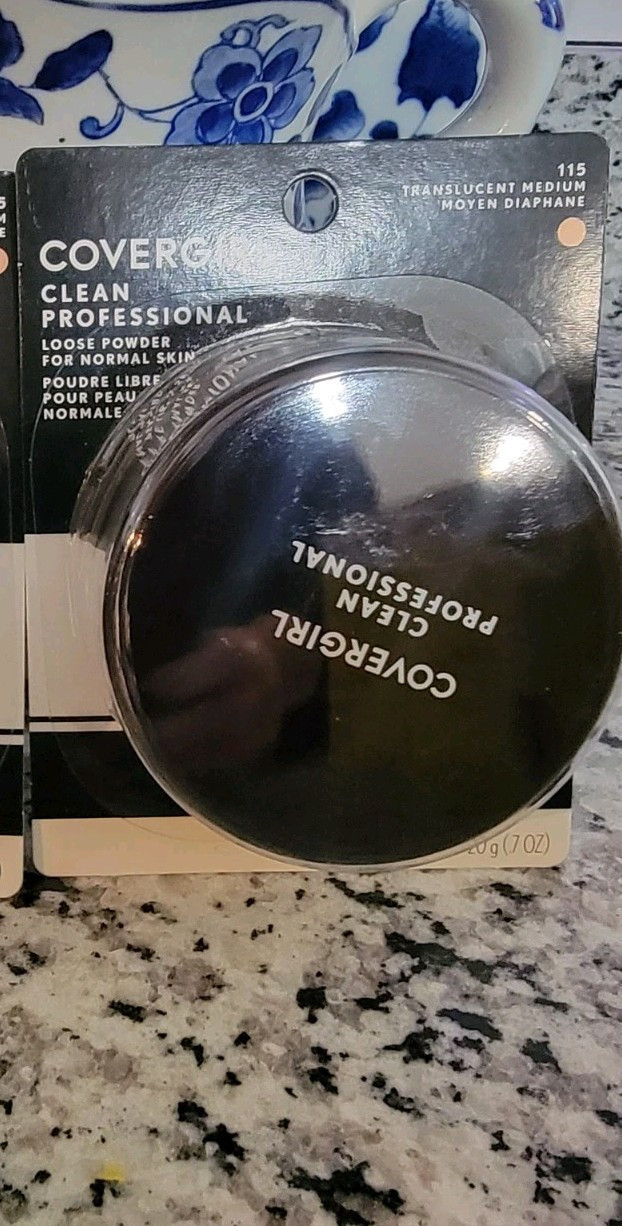 115
TRANSLUCENT MEDIUM
MOYEN DIAPHANE
COVERGIRL
CLEAN
PROFESSIONAL
LOOSE POWDER
FOR NORMAL SKIN
POUDRE LIBRE
POUR PEAU
NORMALE
COVERGIRL
CLEAN
PROFESSIONAL
20 g (.7 OZ)